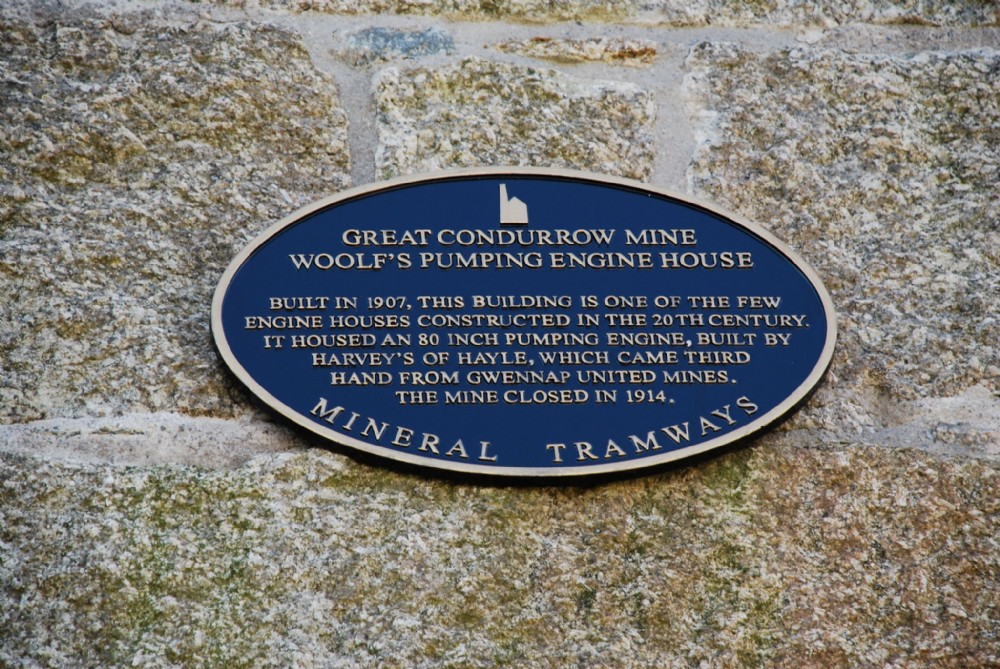 GREAT CONDURROW MINE
WOOLF'S PUMPING ENGINE HOUSE
BUILT IN 1907, THIS BUILDING IS ONE OF THE FEW
ENGINE HOUSES CONSTRUCTED IN THE 20TH CENTURY.
IT HOUSED AN 80 INCH PUMPING ENGINE, BUILT BY
HARVEY'S OF HAYLE, WHICH CAME THIRD
HAND FROM GWENNAP UNITED MINES.
THE MINE CLOSED IN 1914.
MINERAL TRAMWAYS